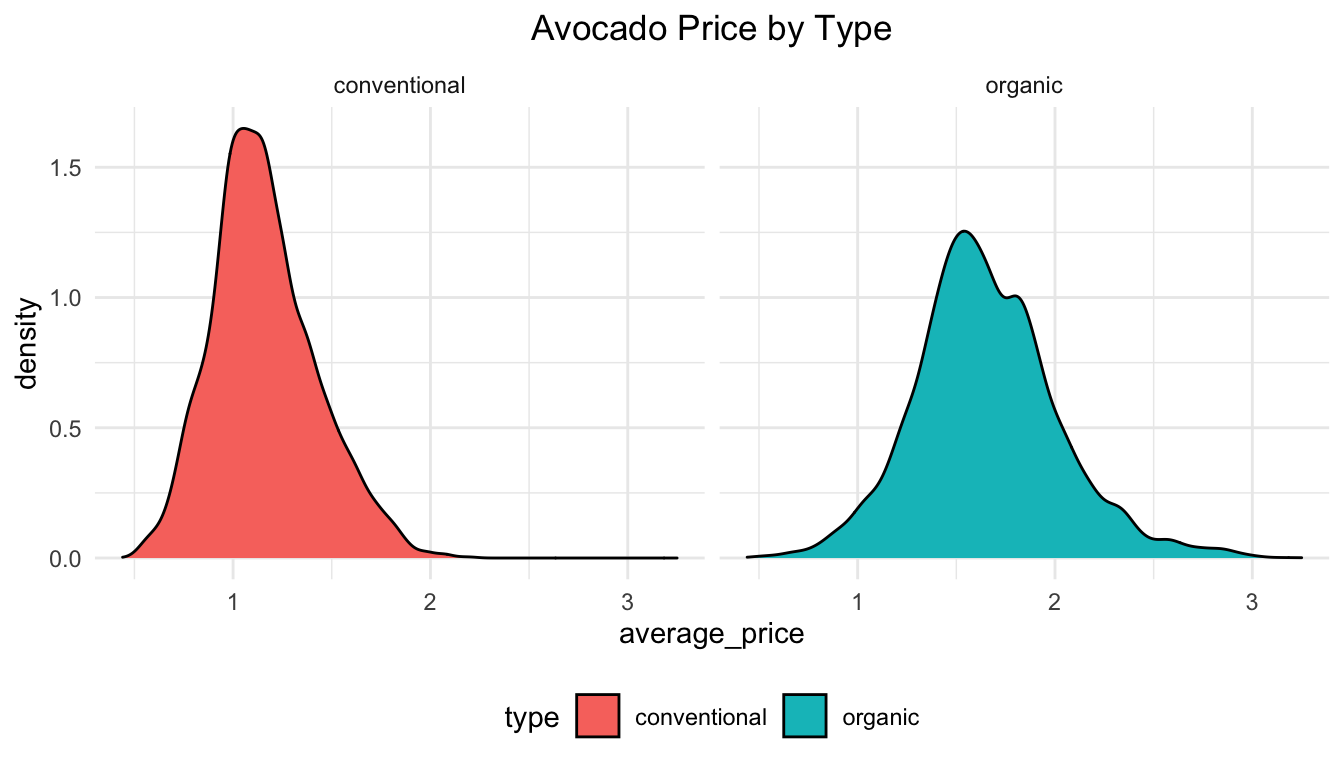 Avocado Price by Type
conventional organic
1.5
1.0
0.5
0.0
density
1 2 3 1 2 3
average_price
type conventional organic